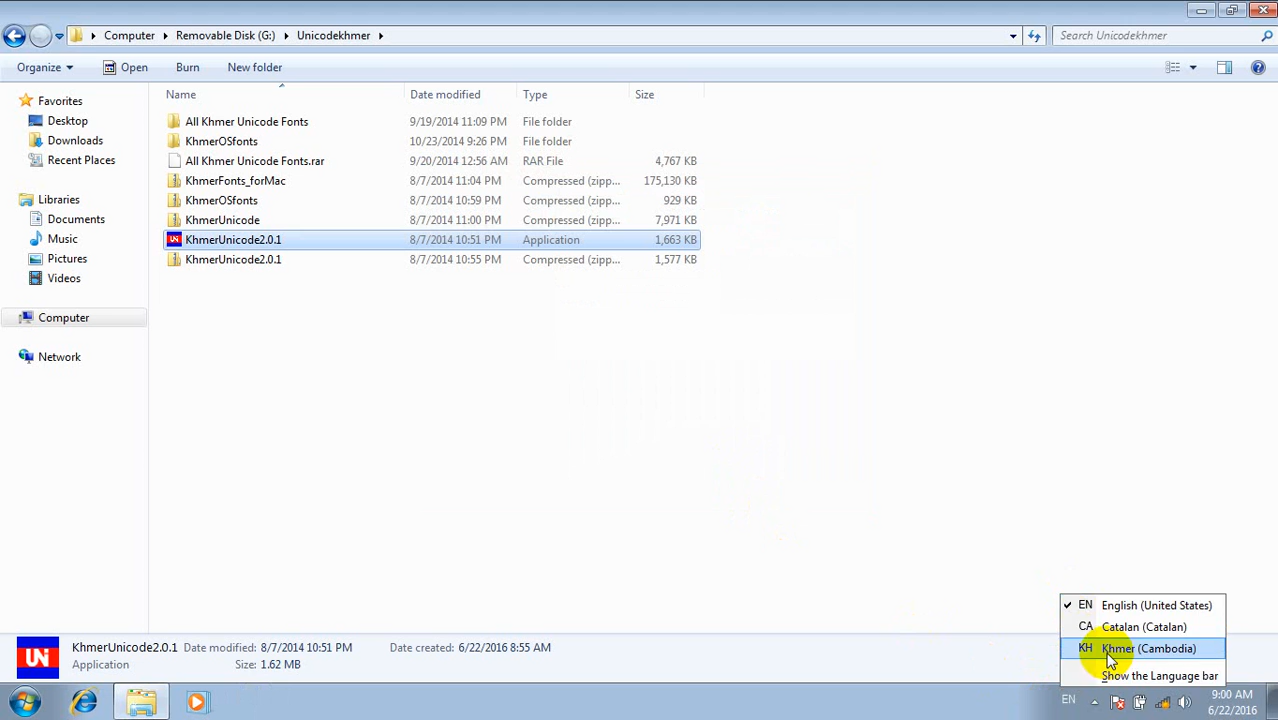 Computer Removable Disk (G:) Unicodekhmer Search Unicodekhmer
Organize Open Burn New folder
Name Date modified Type Size
Favorites
Desktop
Downloads
Recent Places
Libraries
Documents
Music
Pictures
Videos
Computer
Network
All Khmer Unicode Fonts 9/19/2014 11:09 PM File folder
KhmerOSfonts 10/23/2014 9:26 PM File folder
All Khmer Unicode Fonts.rar 9/20/2014 12:56 AM RAR File 4,767 KB
KhmerFonts_forMac 8/7/2014 11:04 PM Compressed (zipp... 175,130 KB
KhmerOSfonts 8/7/2014 10:59 PM Compressed (zipp... 929 KB
KhmerUnicode 8/7/2014 11:00 PM Compressed (zipp... 7,971 KB
UNI KhmerUnicode2.0.1 8/7/2014 10:51 PM Application 1,663 KB
KhmerUnicode2.0.1 8/7/2014 10:55 PM Compressed (zipp... 1,577 KB
EN English (United States)
CA Catalan (Catalan)
KH Khmer (Cambodia)
Show the Language bar
UNI
KhmerUnicode2.0.1 Date modified: 8/7/2014 10:51 PM Date created: 6/22/2016 8:55 AM
Application Size: 1.62 MB
EN 9:00 AM
6/22/2016